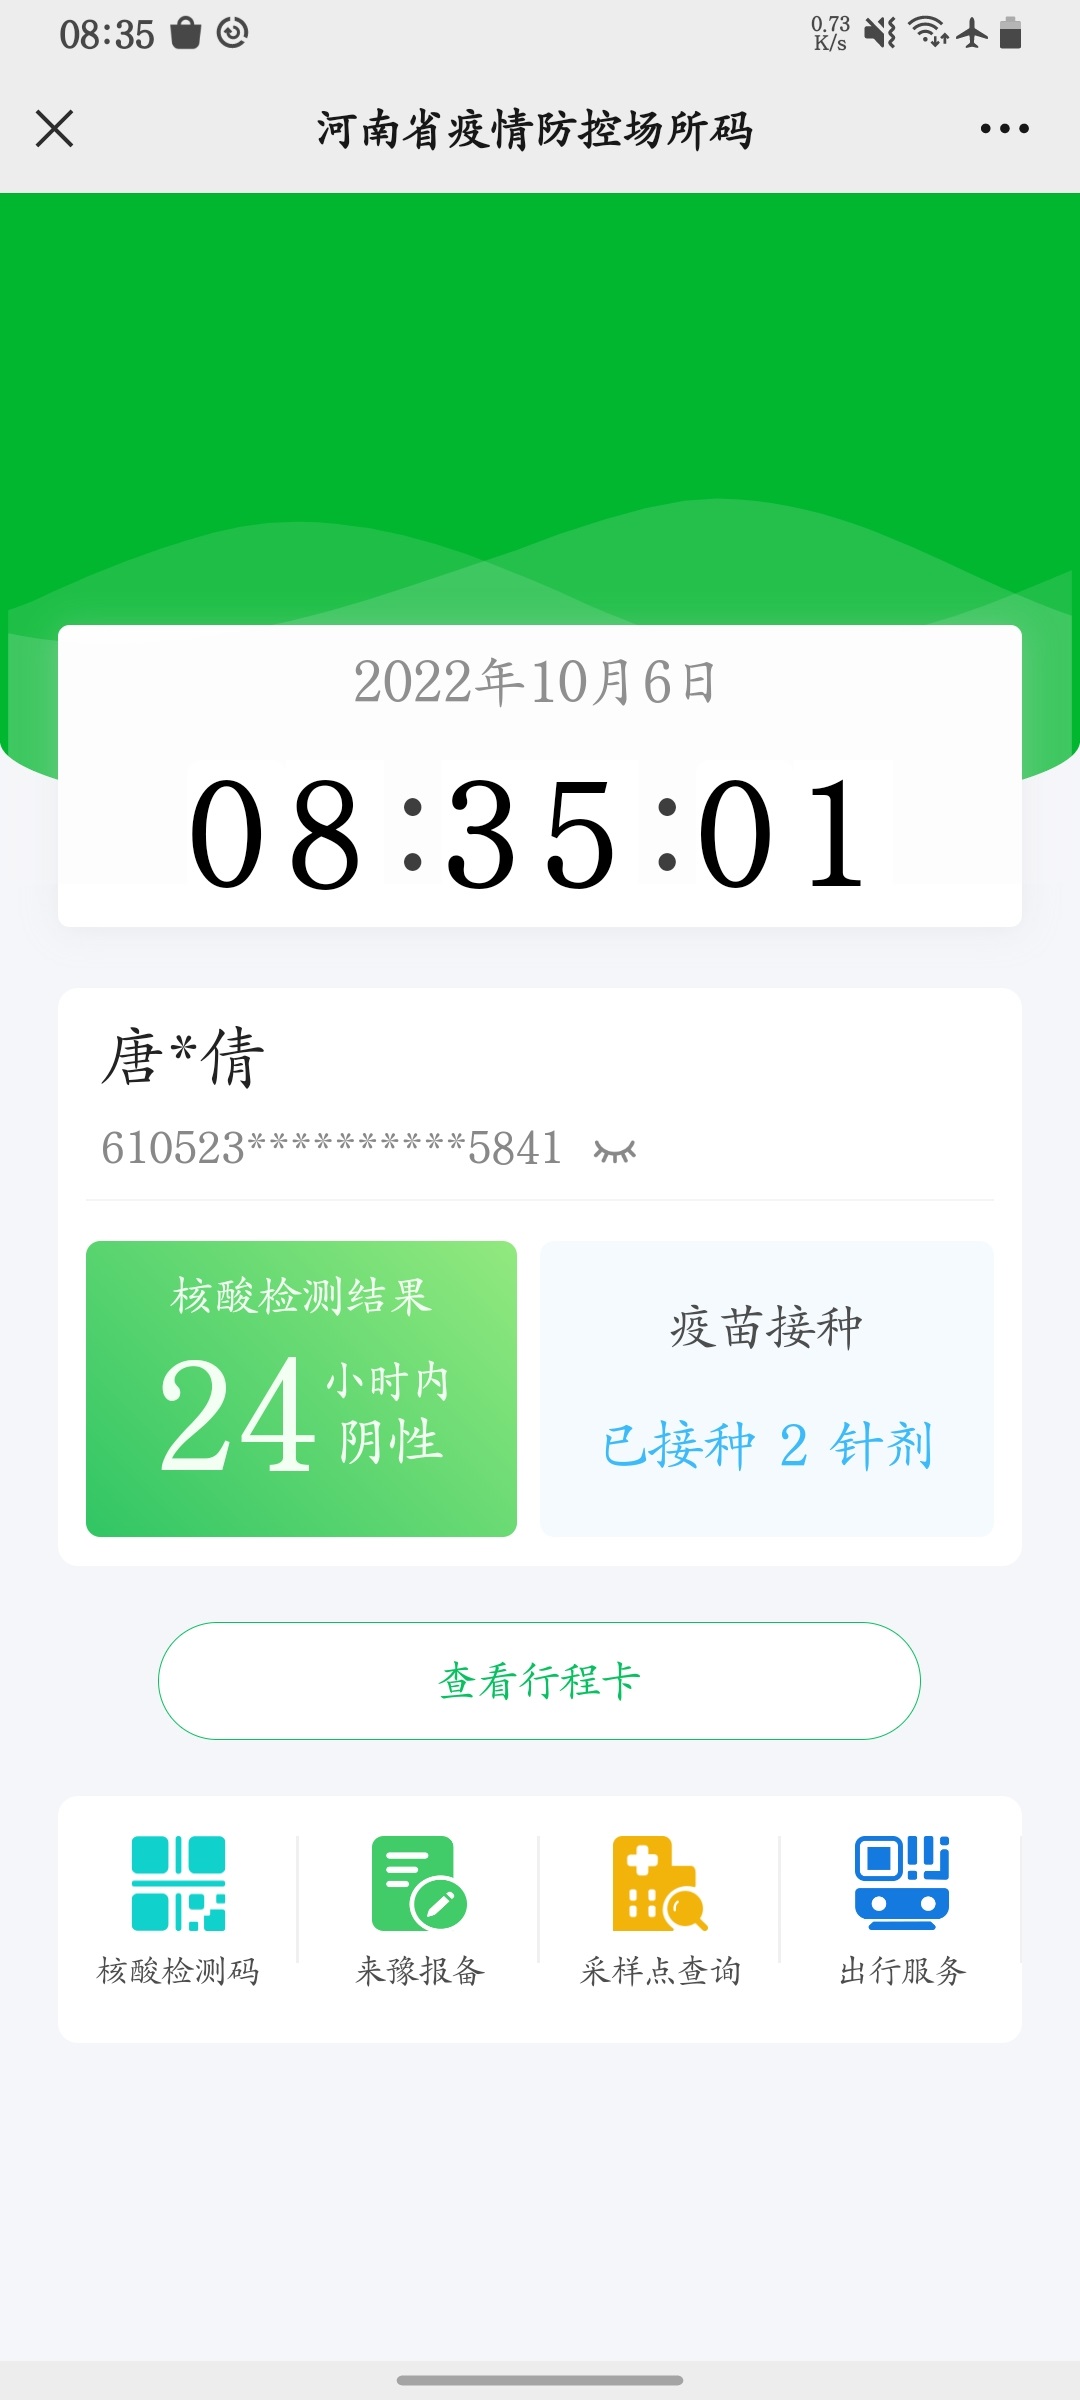 08:35
0.73
K/s
河南省疫情防控场所码
2022年10月6日
08:35:01
唐*倩
610523**********5841
核酸检测结果
24小时内
阴性
疫苗接种
已接种 2 针剂
查看行程卡
核酸检测码
来豫报备
采样点查询
出行服务